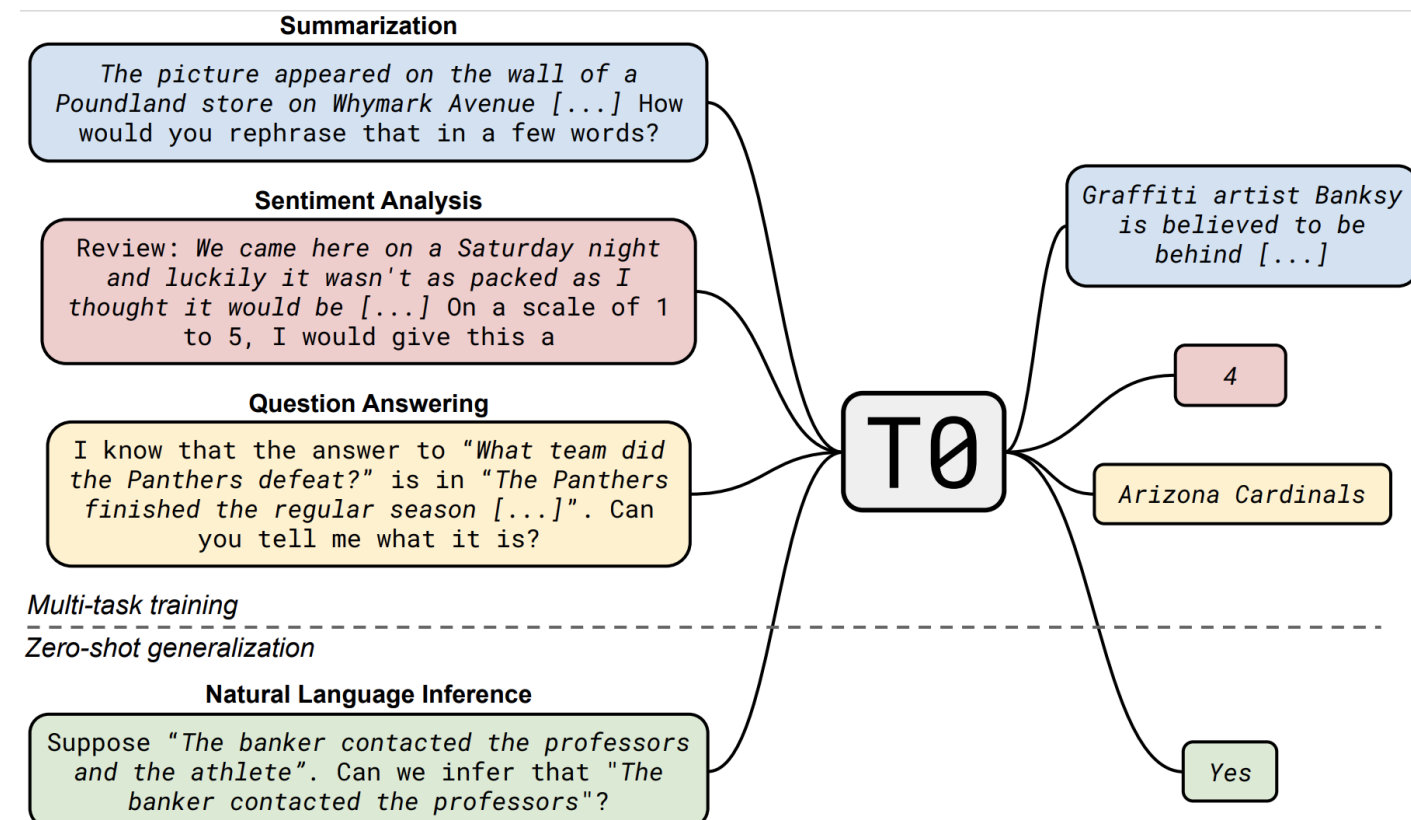 Summarization
The picture appeared on the wall of a
Poundland store on Whymark Avenue [...] How
would you rephrase that in a few words?
Sentiment Analysis
Review: We came here on a Saturday night
and luckily it wasn't as packed as I
thought it would be [...] On a scale of 1
to 5, I would give this a
Question Answering
I know that the answer to “What team did
the Panthers defeat?” is in “The Panthers
finished the regular season [...]”. Can
you tell me what it is?
Multi-task training
Zero-shot generalization
Natural Language Inference
Suppose “The banker contacted the professors
and the athlete”. Can we infer that "The
banker contacted the professors"?
T0
Graffiti artist Banksy
is believed to be
behind [...]
4
Arizona Cardinals
Yes